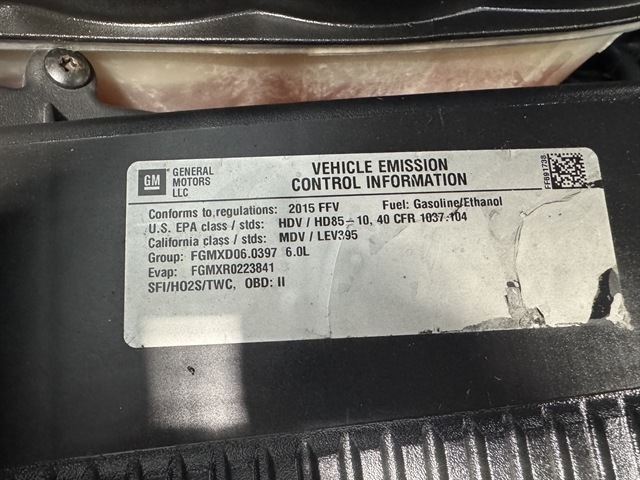 GM
GENERAL
MOTORS
LLC
VEHICLE EMISSION
CONTROL INFORMATION
Conforms to regulations: 2015 FFV Fuel: Gasoline/Ethanol
U.S. EPA class / stds: HDV / HD85-10, 40 CFR 1037.104
California class / stds: MDV / LEV395
Group: FGMXD06.0397 6.0L
Evap: FGMXR0223841
SFI/HO2S/TWC, OBD: II